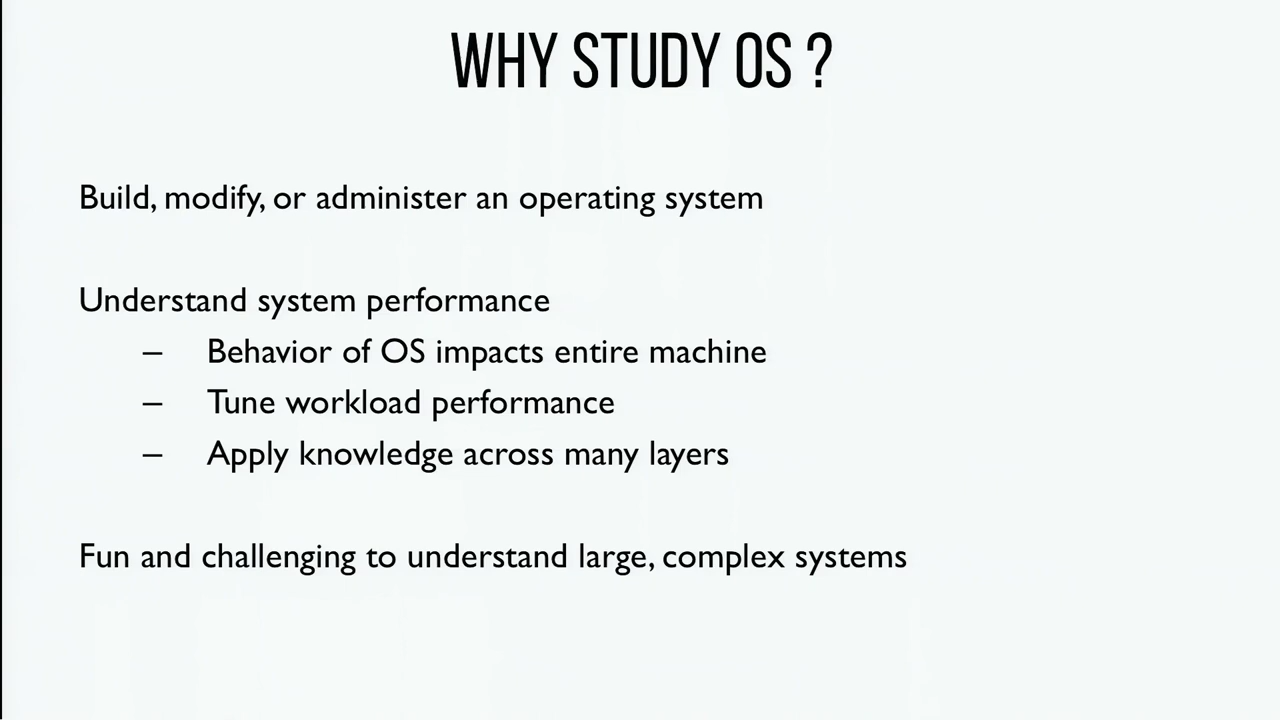 WHY STUDY OS ?
Build, modify, or administer an operating system
Understand system performance
– Behavior of OS impacts entire machine
– Tune workload performance
– Apply knowledge across many layers
Fun and challenging to understand large, complex systems